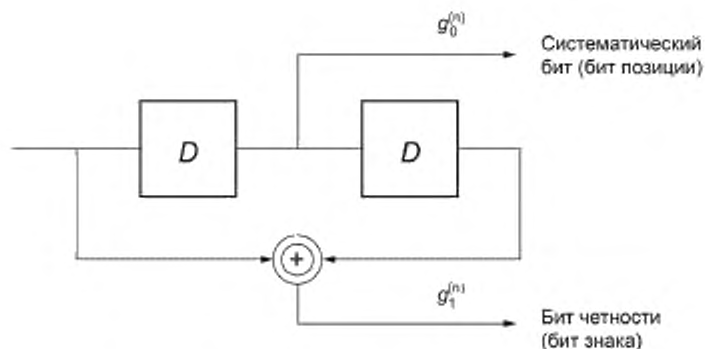 g₀⁽ⁿ⁾
Систематический
бит (бит позиции)
D
D
+
g₁⁽ⁿ⁾
Бит четности
(бит знака)